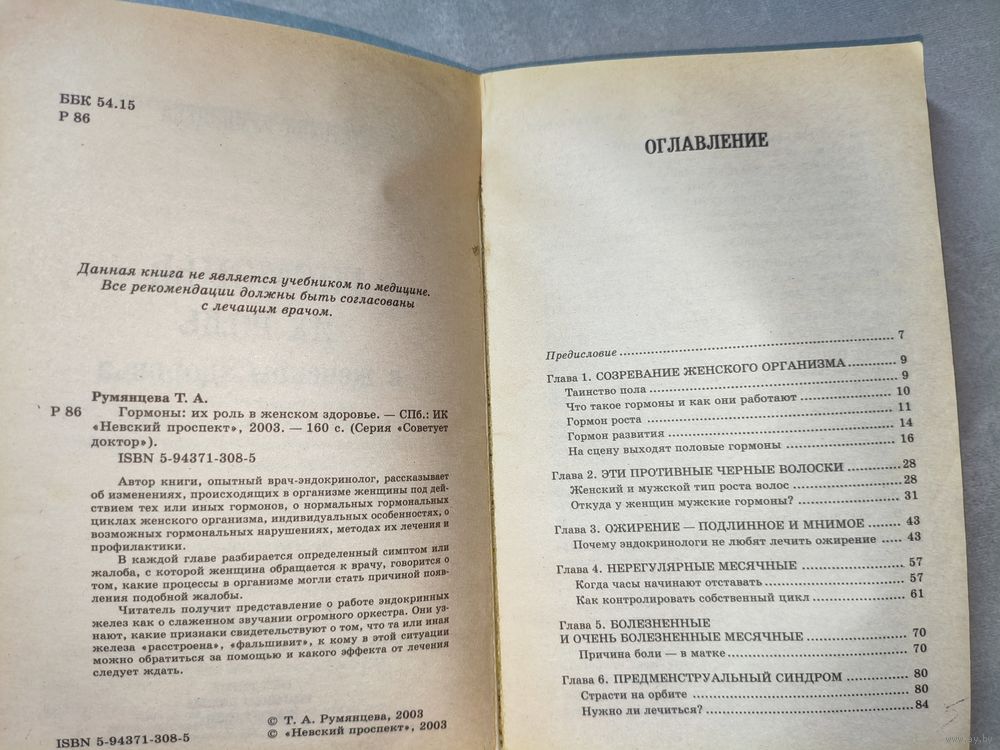 ББК 54.15
Р 86
Данная книга не является учебником по медицине.
Все рекомендации должны быть согласованы
с лечащим врачом.
Румянцева Т. А.
Р 86 Гормоны: их роль в женском здоровье. — СПб.: ИК
«Невский проспект», 2003. — 160 с. (Серия «Советует
доктор»).
ISBN 5-94371-308-5
Автор книги, опытный врач-эндокринолог, рассказывает
об изменениях, происходящих в организме женщины под дей-
ствием тех или иных гормонов, о нормальных гормональных
циклах женского организма, индивидуальных особенностях, о
возможных гормональных нарушениях, методах их лечения и
профилактики.
В каждой главе разбирается определенный симптом или
жалоба, с которой женщина обращается к врачу, говорится о
том, какие процессы в организме могли стать причиной появ-
ления подобной жалобы.
Читатель получит представление о работе эндокринных
желез как о слаженном звучании огромного оркестра. Они уз-
нают, какие признаки свидетельствуют о том, что та или иная
железа «расстроена», «фальшивит», к кому в этой ситуации
можно обратиться за помощью и какого эффекта от лечения
следует ждать.
© Т. А. Румянцева, 2003
ISBN 5-94371-308-5 © «Невский проспект», 2003
ОГЛАВЛЕНИЕ
Предисловие 7
Глава 1. СОЗРЕВАНИЕ ЖЕНСКОГО ОРГАНИЗМА 9
Таинство пола 9
Что такое гормоны и как они работают 10
Гормон роста 11
Гормон развития 14
На сцену выходят половые гормоны 16
Глава 2. ЭТИ ПРОТИВНЫЕ ЧЕРНЫЕ ВОЛОСКИ 28
Женский и мужской тип роста волос 28
Откуда у женщин мужские гормоны? 31
Глава 3. ОЖИРЕНИЕ — ПОДЛИННОЕ И МНИМОЕ 43
Почему эндокринологи не любят лечить ожирение 43
Глава 4. НЕРЕГУЛЯРНЫЕ МЕСЯЧНЫЕ 57
Когда часы начинают отставать 57
Как контролировать собственный цикл 61
Глава 5. БОЛЕЗНЕННЫЕ
И ОЧЕНЬ БОЛЕЗНЕННЫЕ МЕСЯЧНЫЕ 70
Причина боли — в матке 70
Глава 6. ПРЕДМЕНСТРУАЛЬНЫЙ СИНДРОМ 80
Страсти на орбите 80
Нужно ли лечиться? 84